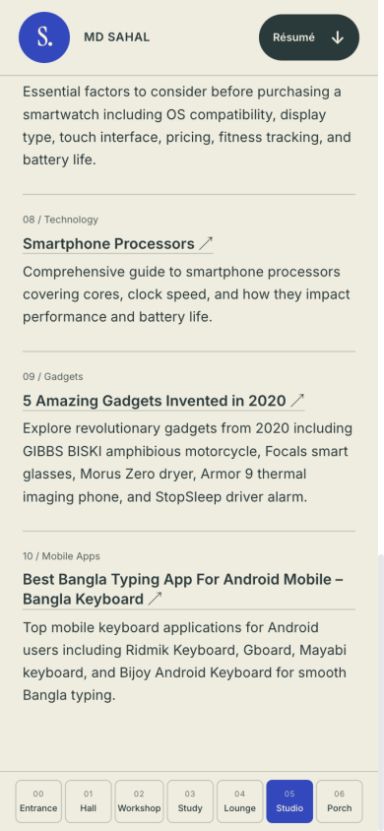 S.
MD SAHAL
Résumé ↓
Essential factors to consider before purchasing a
smartwatch including OS compatibility, display
type, touch interface, pricing, fitness tracking, and
battery life.
08 / Technology
Smartphone Processors ↗
Comprehensive guide to smartphone processors
covering cores, clock speed, and how they impact
performance and battery life.
09 / Gadgets
5 Amazing Gadgets Invented in 2020 ↗
Explore revolutionary gadgets from 2020 including
GIBBS BISKI amphibious motorcycle, Focals smart
glasses, Morus Zero dryer, Armor 9 thermal
imaging phone, and StopSleep driver alarm.
10 / Mobile Apps
Best Bangla Typing App For Android Mobile –
Bangla Keyboard ↗
Top mobile keyboard applications for Android
users including Ridmik Keyboard, Gboard, Mayabi
keyboard, and Bijoy Android Keyboard for smooth
Bangla typing.
00 01 02 03 04 05 06
Entrance Hall Workshop Study Lounge Studio Porch